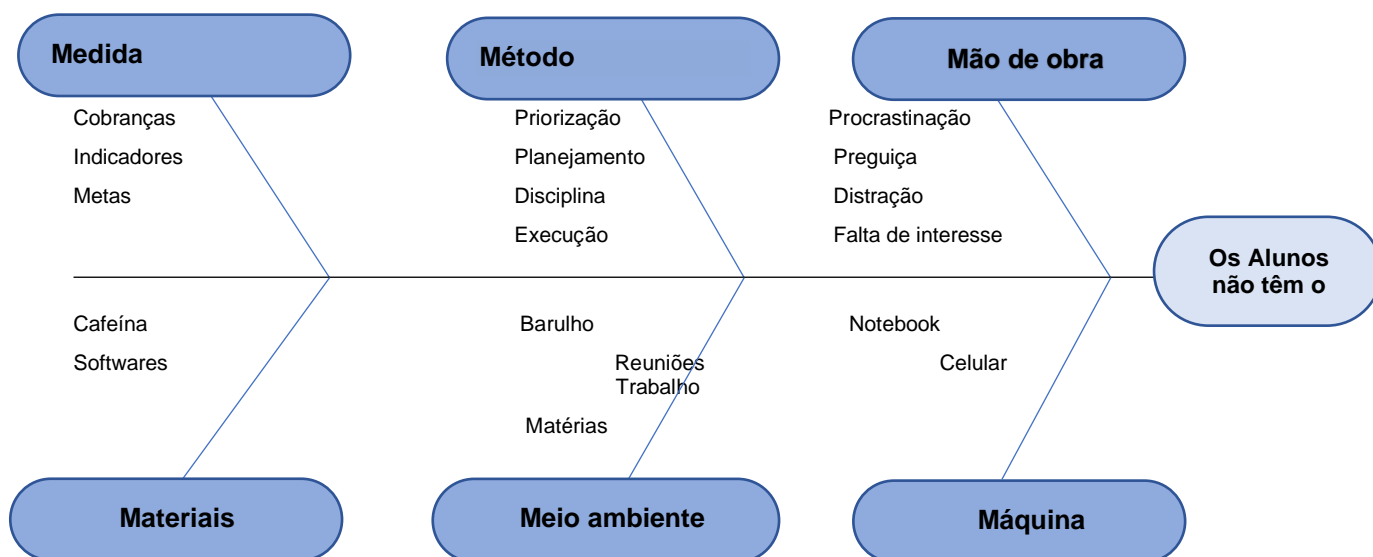 Medida
Método
Mão de obra
Cobranças
Indicadores
Metas
Priorização
Planejamento
Disciplina
Execução
Procrastinação
Preguiça
Distração
Falta de interesse
Os Alunos
não têm o
Cafeína
Softwares
Barulho
Reuniões
Trabalho
Matérias
Notebook
Celular
Materiais
Meio ambiente
Máquina